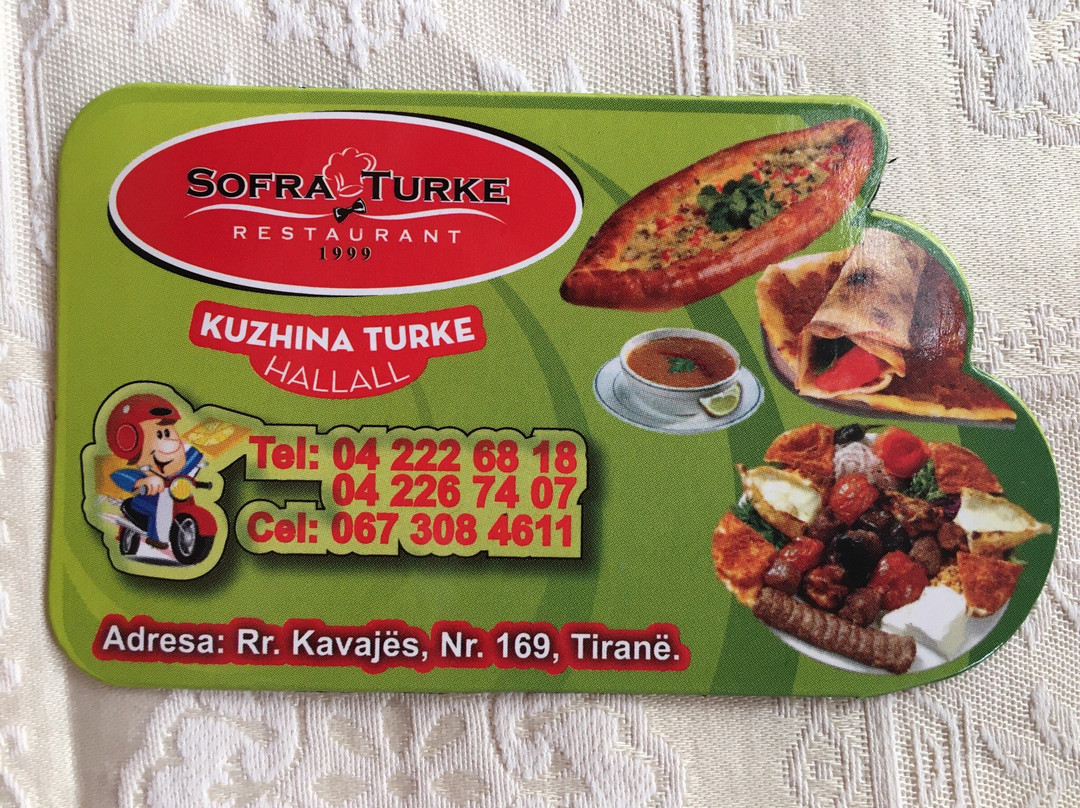 SOFRA TURKE
RESTAURANT
1999
KUZHINA TURKE
HALLALL
Tel: 04 222 68 18
04 226 74 07
Cel: 067 308 4611
Adresa: Rr. Kavajës, Nr. 169, Tiranë.